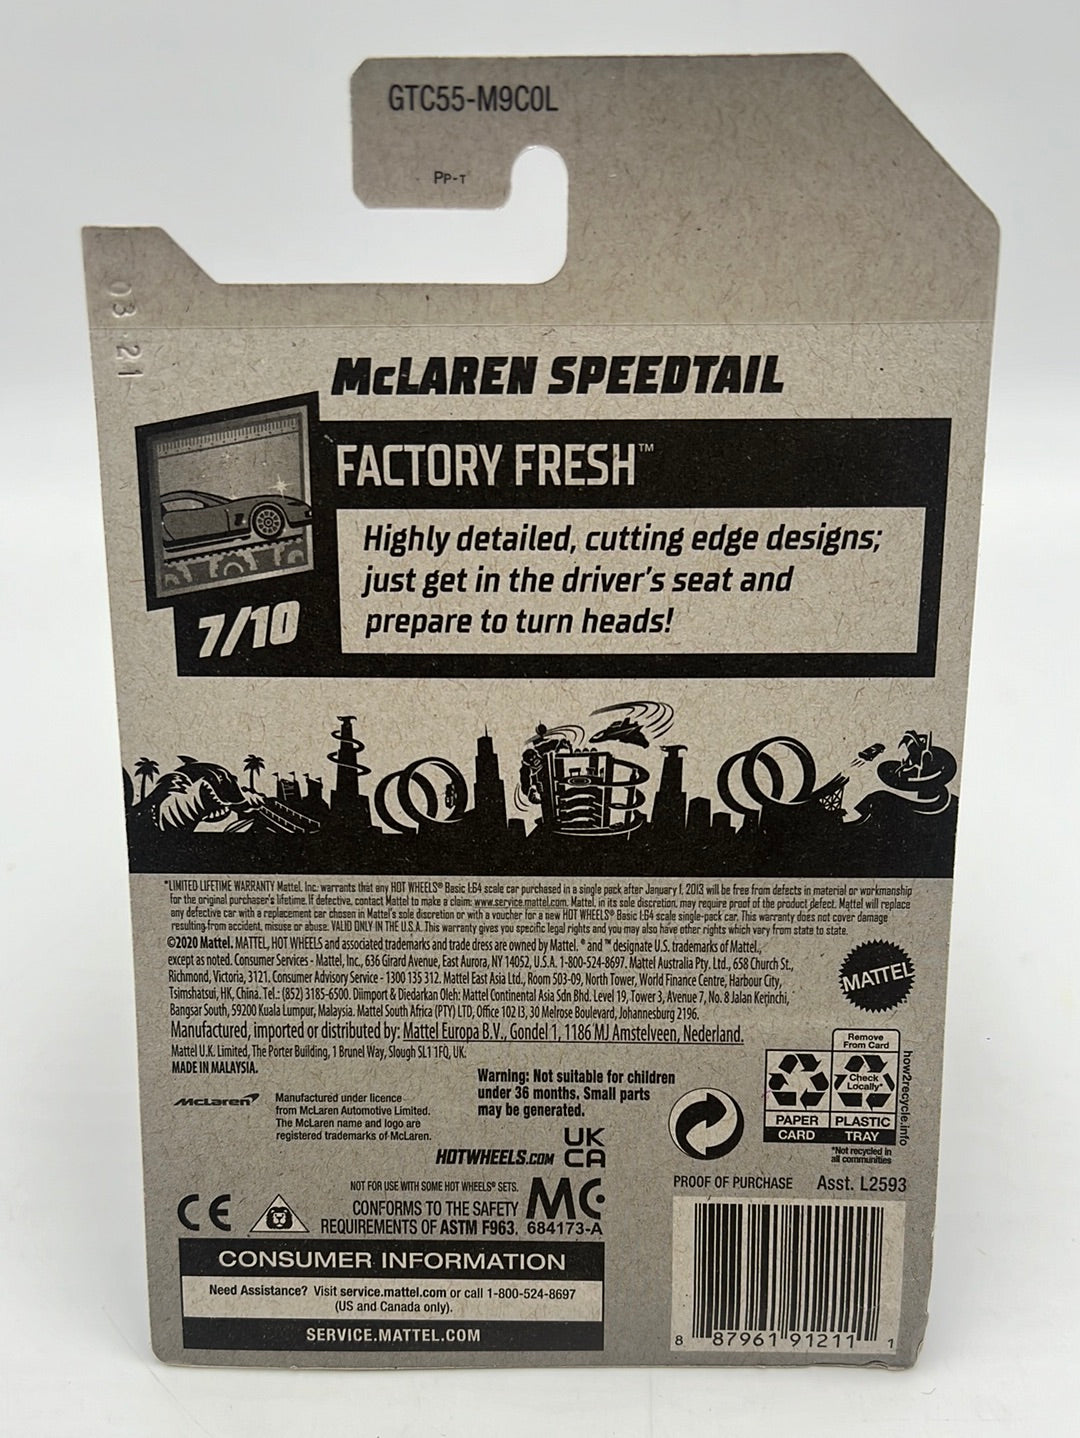 GTC55-M9C0L
PP-T
03 21
McLAREN SPEEDTAIL
FACTORY FRESH™
Highly detailed, cutting edge designs;
just get in the driver's seat and
prepare to turn heads!
7/10
*LIMITED LIFETIME WARRANTY Mattel, Inc. warrants that any HOT WHEELS® Basic 1:64 scale car purchased in a single pack after January 1, 2013 will be free from defects in material or workmanship
for the original purchaser's lifetime. If defective, contact Mattel to make a claim: www.service.mattel.com. Mattel, in its sole discretion, may require proof of the product defect. Mattel will replace
any defective car with a replacement car chosen in Mattel's sole discretion or with a voucher for a new HOT WHEELS® Basic 1:64 scale single-pack car. This warranty does not cover damage
resulting from accident, misuse or abuse. VALID ONLY IN THE U.S.A. This warranty gives you specific legal rights and you may also have other rights which vary from state to state.
©2020 Mattel. MATTEL, HOT WHEELS and associated trademarks and trade dress are owned by Mattel. ® and ™ designate U.S. trademarks of Mattel,
except as noted. Consumer Services - Mattel, Inc., 636 Girard Avenue, East Aurora, NY 14052, U.S.A. 1-800-524-8697. Mattel Australia Pty. Ltd., 658 Church St.,
Richmond, Victoria, 3121. Consumer Advisory Service - 1300 135 312. Mattel East Asia Ltd., Room 503-09, North Tower, World Finance Centre, Harbour City,
Tsimshatsui, HK, China. Tel.: (852) 3185-6500. Diimport & Diedarkan Oleh: Mattel Continental Asia Sdn Bhd. Level 19, Tower 3, Avenue 7, No. 8 Jalan Kerinchi,
Bangsar South, 59200 Kuala Lumpur, Malaysia. Mattel South Africa (PTY) LTD, Office 102 I3, 30 Melrose Boulevard, Johannesburg 2196.
Manufactured, imported or distributed by: Mattel Europa B.V., Gondel 1, 1186 MJ Amstelveen, Nederland.
Mattel U.K. Limited, The Porter Building, 1 Brunel Way, Slough SL1 1FQ, UK.
MADE IN MALAYSIA.
MATTEL
McLaren
Manufactured under licence
from McLaren Automotive Limited.
The McLaren name and logo are
registered trademarks of McLaren.
Warning: Not suitable for children
under 36 months. Small parts
may be generated.
HOTWHEELS.COM
UK
CA
Remove
From Card
Check
Locally*
PAPER
CARD
PLASTIC
TRAY
*Not recycled in
all communities
how2recycle.info
NOT FOR USE WITH SOME HOT WHEELS® SETS.
CE
CONFORMS TO THE SAFETY
REQUIREMENTS OF ASTM F963.
MC
684173-A
PROOF OF PURCHASE
Asst. L2593
CONSUMER INFORMATION
Need Assistance? Visit service.mattel.com or call 1-800-524-8697
(US and Canada only).
SERVICE.MATTEL.COM
8 87961 91211 1